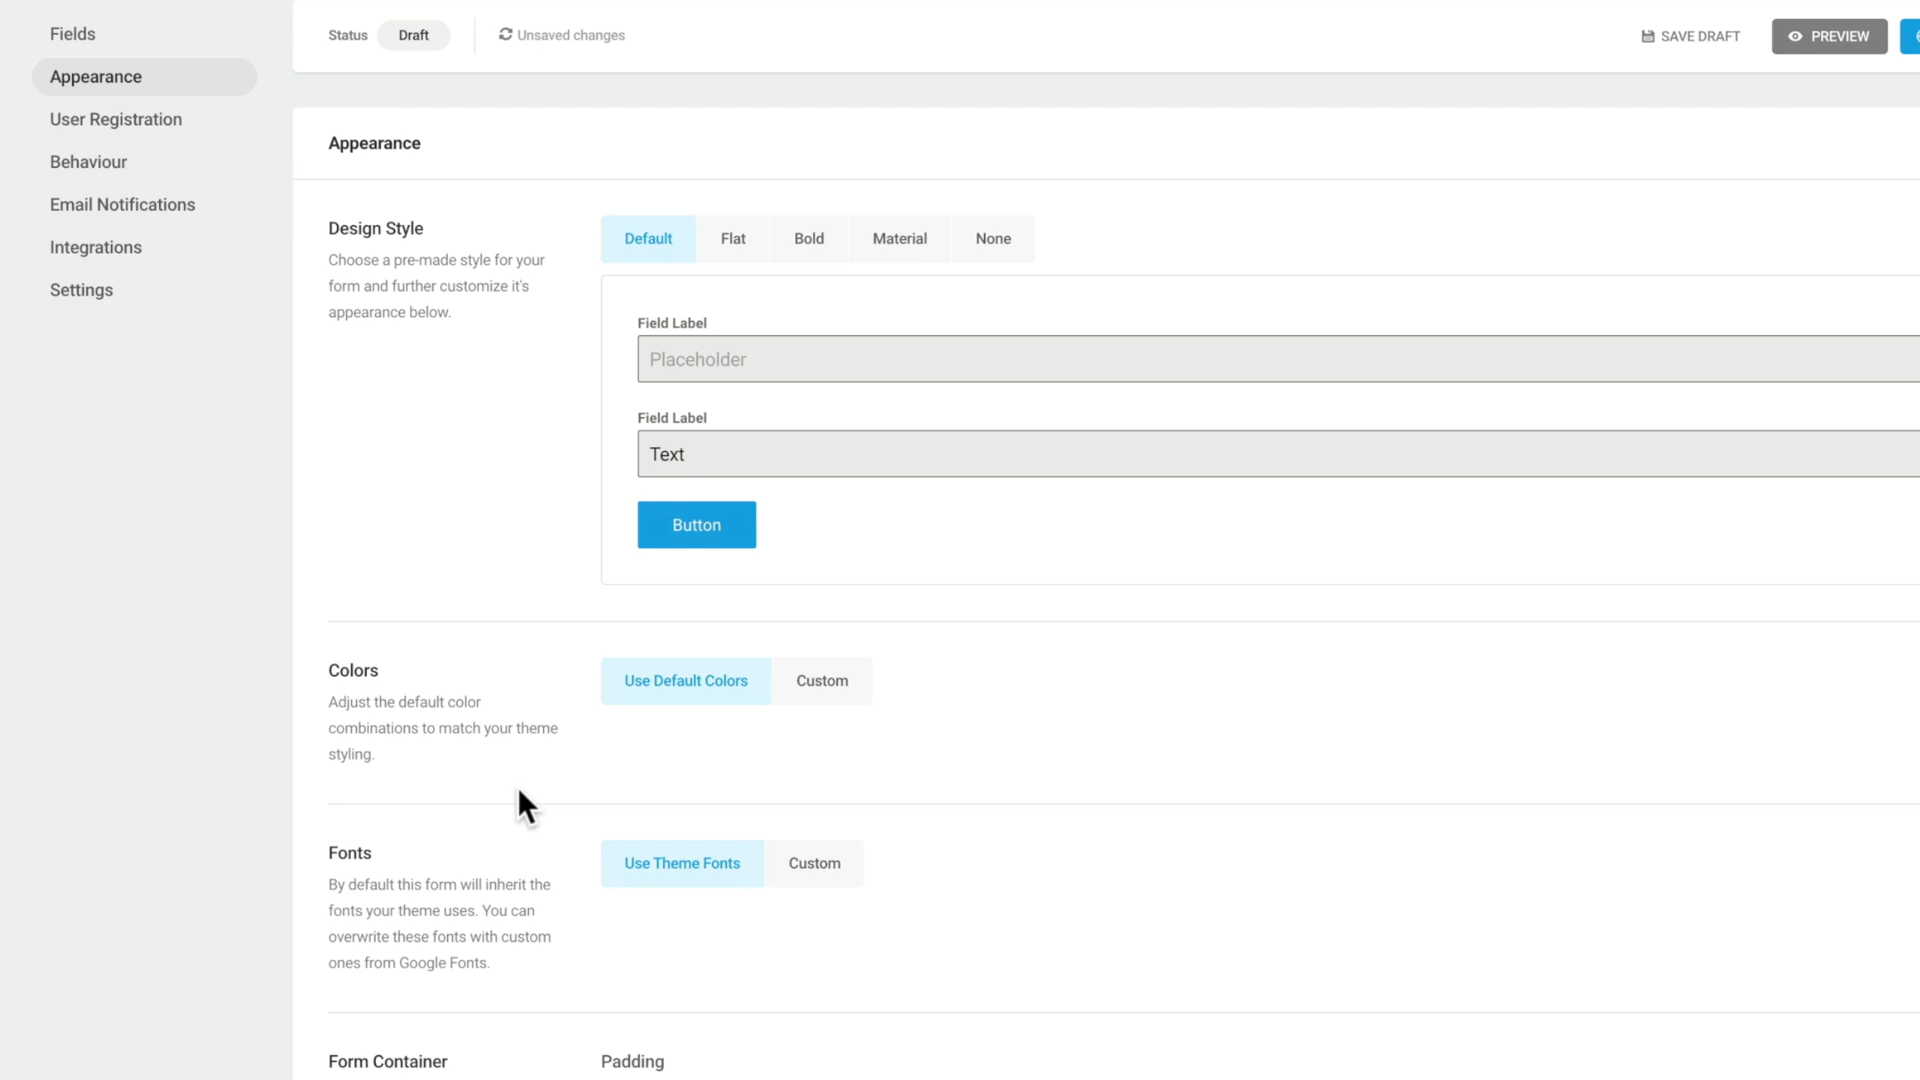 Fields
Appearance
User Registration
Behaviour
Email Notifications
Integrations
Settings
Status Draft Unsaved changes SAVE DRAFT PREVIEW
Appearance
Design Style
Choose a pre-made style for your
form and further customize it's
appearance below.
Default Flat Bold Material None
Field Label
Placeholder
Field Label
Text
Button
Colors
Adjust the default color
combinations to match your theme
styling.
Use Default Colors Custom
Fonts
By default this form will inherit the
fonts your theme uses. You can
overwrite these fonts with custom
ones from Google Fonts.
Use Theme Fonts Custom
Form Container
Padding